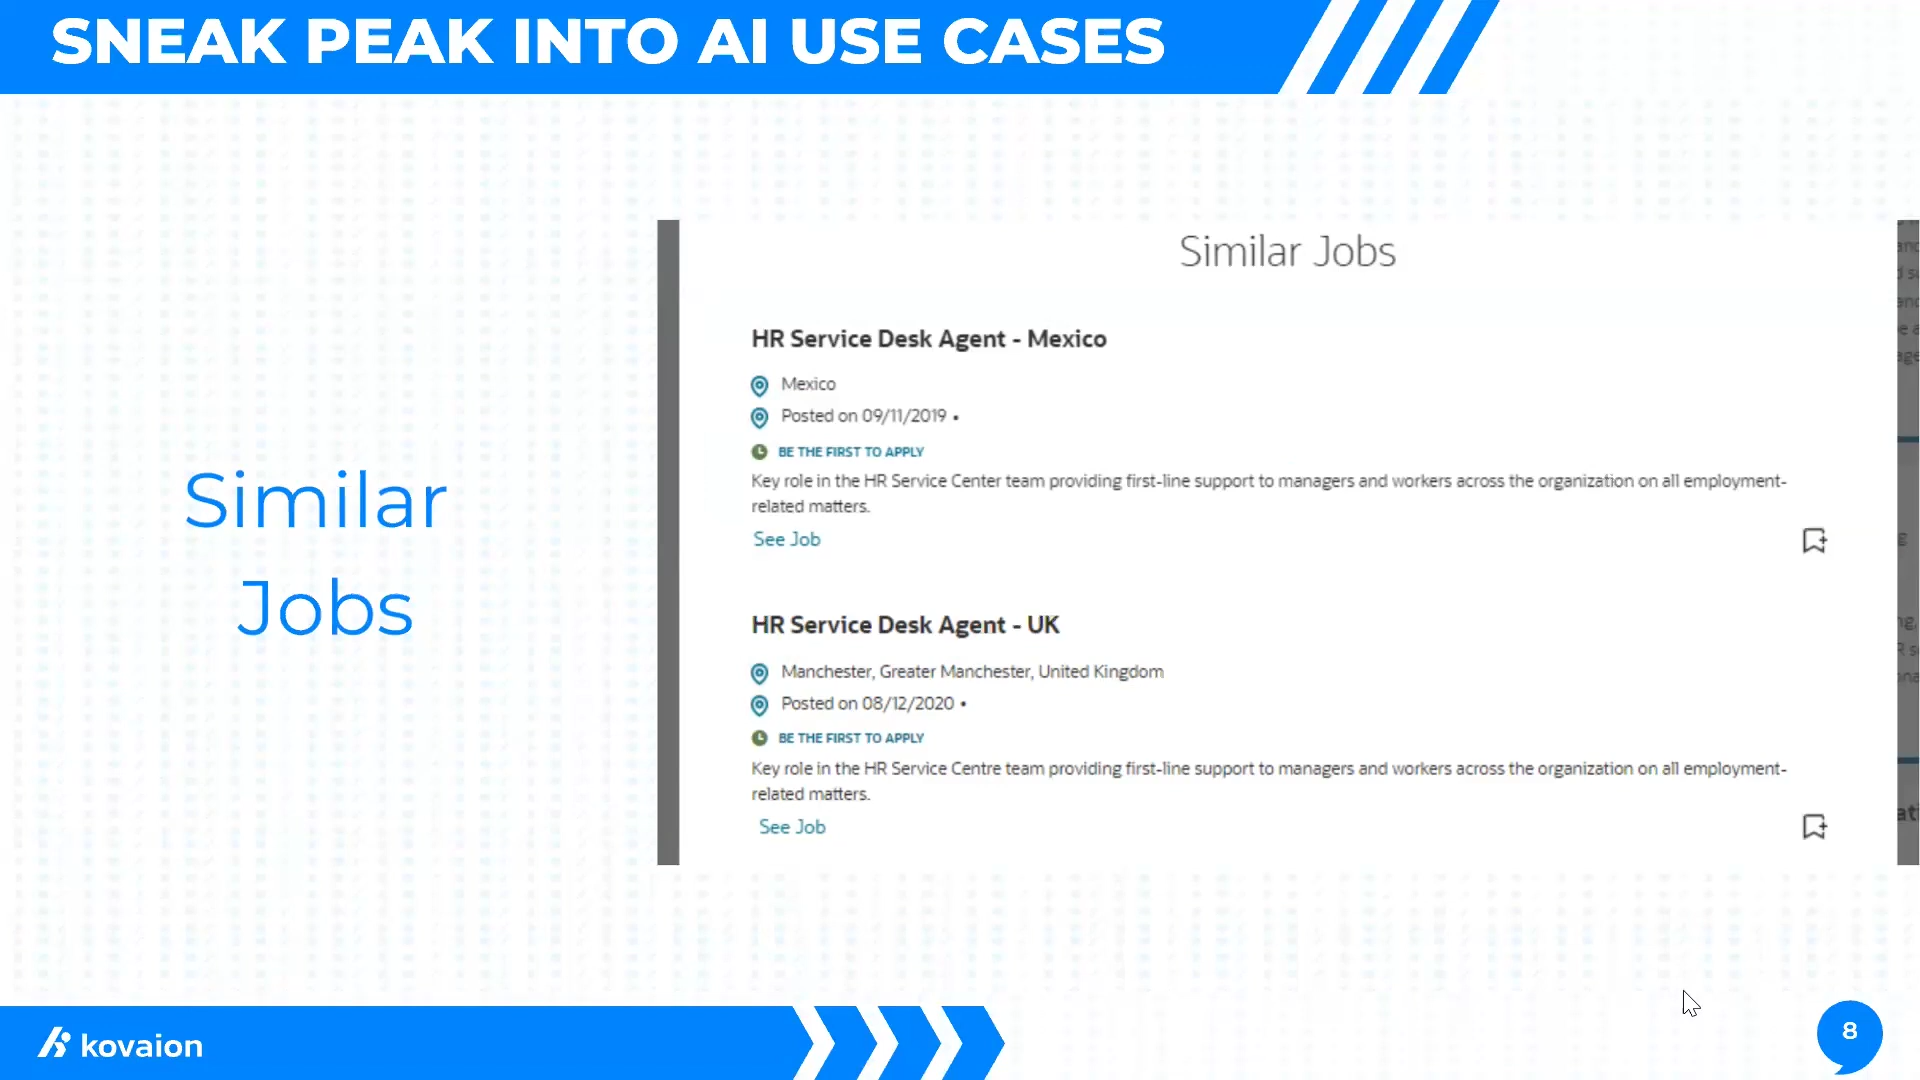 SNEAK PEAK INTO AI USE CASES
Similar
Jobs
Similar Jobs
HR Service Desk Agent - Mexico
Mexico
Posted on 09/11/2019 •
BE THE FIRST TO APPLY
Key role in the HR Service Center team providing first-line support to managers and workers across the organization on all employment-
related matters.
See Job
HR Service Desk Agent - UK
Manchester, Greater Manchester, United Kingdom
Posted on 08/12/2020 •
BE THE FIRST TO APPLY
Key role in the HR Service Centre team providing first-line support to managers and workers across the organization on all employment-
related matters.
See Job
kovaion
8